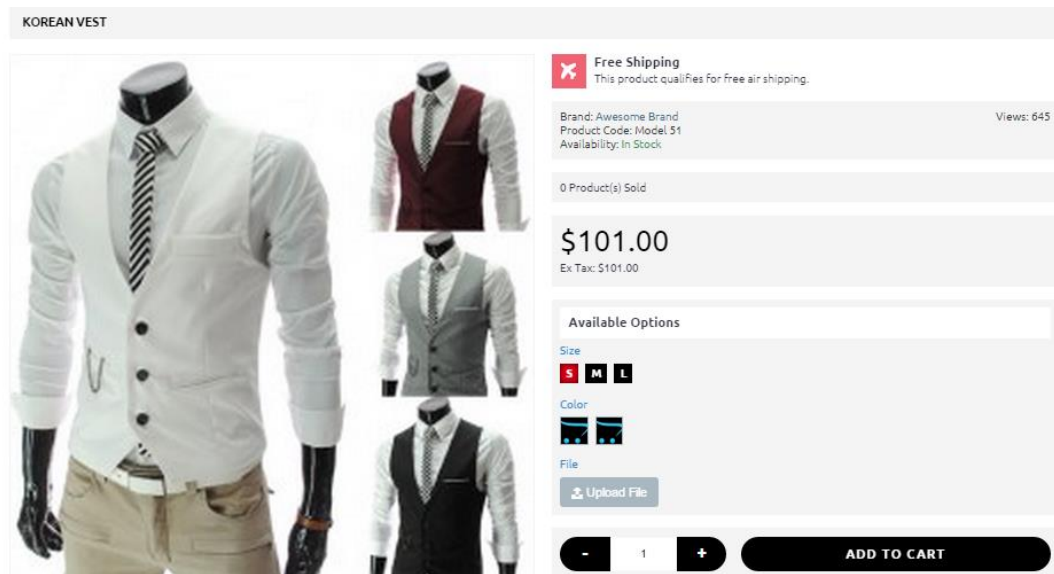 KOREAN VEST
Free Shipping
This product qualifies for free air shipping.
Brand: Awesome Brand
Views: 645
Product Code: Model 51
Availability: In Stock
0 Product(s) Sold
$101.00
Ex Tax: $101.00
Available Options
Size
S M L
Color
File
Upload File
- 1 + ADD TO CART